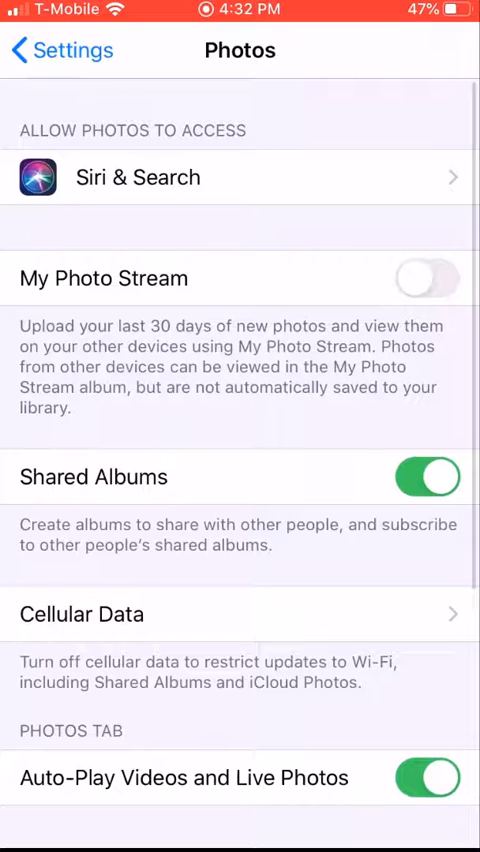 T-Mobile 4:32 PM 47%
Settings Photos
ALLOW PHOTOS TO ACCESS
Siri & Search
My Photo Stream
Upload your last 30 days of new photos and view them
on your other devices using My Photo Stream. Photos
from other devices can be viewed in the My Photo
Stream album, but are not automatically saved to your
library.
Shared Albums
Create albums to share with other people, and subscribe
to other people’s shared albums.
Cellular Data
Turn off cellular data to restrict updates to Wi-Fi,
including Shared Albums and iCloud Photos.
PHOTOS TAB
Auto-Play Videos and Live Photos